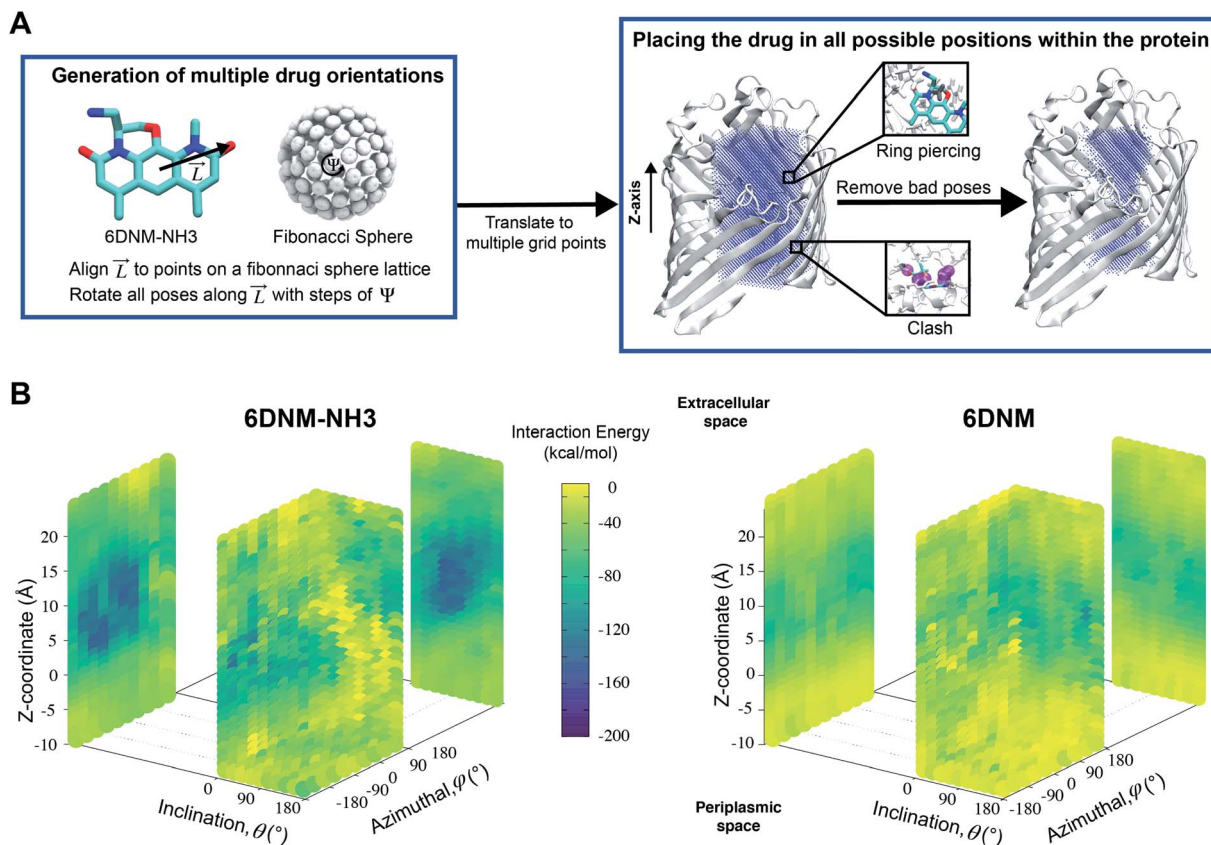 A
Generation of multiple drug orientations
L
Ψ
6DNM-NH3
Fibonacci Sphere
Align L to points on a fibonnaci sphere lattice
Rotate all poses along L with steps of Ψ
Translate to
multiple grid points
Placing the drug in all possible positions within the protein
Z-axis
Ring piercing
Clash
Remove bad poses
B
6DNM-NH3
Z-coordinate (Å)
20
15
10
5
0
-5
-10
Inclination, θ(°)
0
90
180
Azimuthal, φ(°)
-180
-90
0
90
180
Interaction Energy
(kcal/mol)
0
-40
-80
-120
-160
-200
Extracellular
space
Periplasmic
space
6DNM
Z-coordinate (Å)
20
15
10
5
0
-5
-10
Inclination, θ(°)
0
90
180
Azimuthal, φ(°)
-180
-90
0
90
180